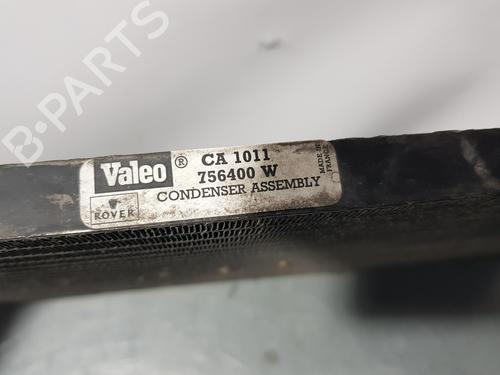 B-PARTS
Valeo ® CA 1011
756400 W
CONDENSER ASSEMBLY
ROVER
MADE IN
FRANCE